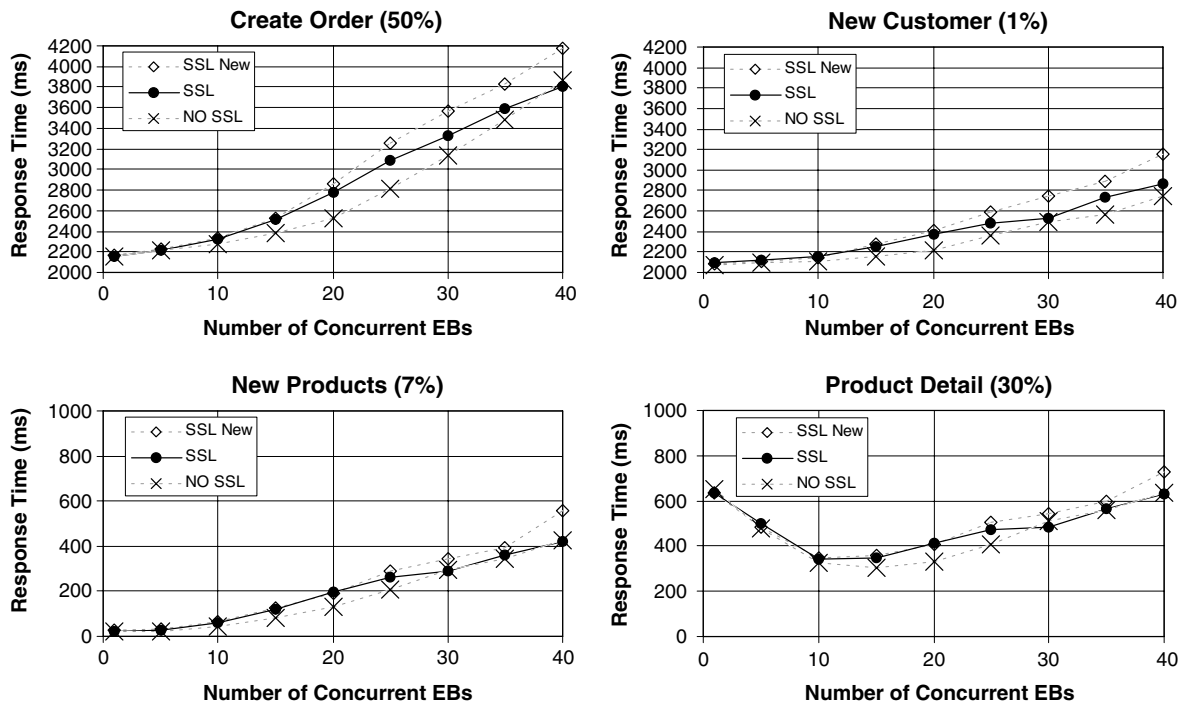 Create Order (50%)
4200
4000
3800
3600
3400
3200
3000
2800
2600
2400
2200
2000
Response Time (ms)
SSL New
SSL
NO SSL
0
10
20
30
40
Number of Concurrent EBs
New Customer (1%)
4200
4000
3800
3600
3400
3200
3000
2800
2600
2400
2200
2000
Response Time (ms)
SSL New
SSL
NO SSL
0
10
20
30
40
Number of Concurrent EBs
New Products (7%)
1000
800
600
400
200
0
Response Time (ms)
SSL New
SSL
NO SSL
0
10
20
30
40
Number of Concurrent EBs
Product Detail (30%)
1000
800
600
400
200
0
Response Time (ms)
SSL New
SSL
NO SSL
0
10
20
30
40
Number of Concurrent EBs